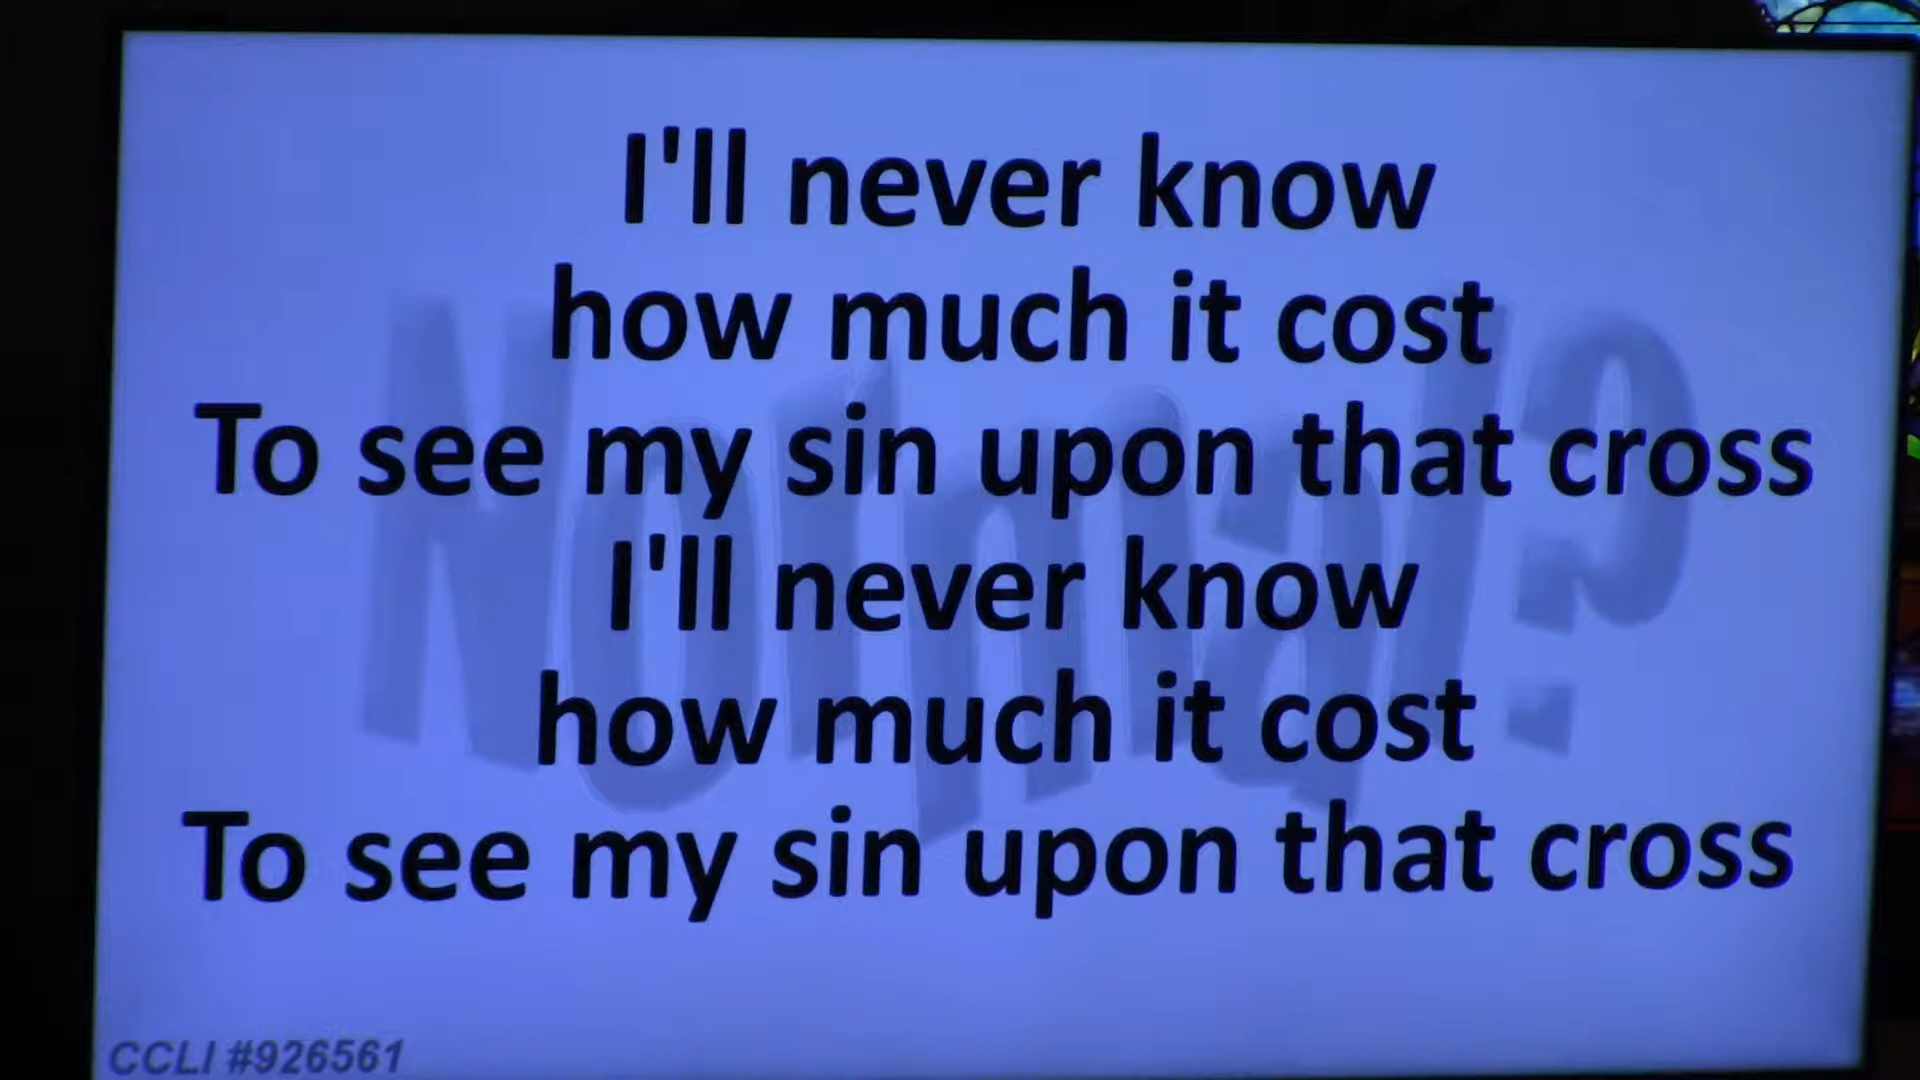 I'll never know
how much it cost
To see my sin upon that cross
I'll never know
how much it cost
To see my sin upon that cross
Normal?
CCLI #926561